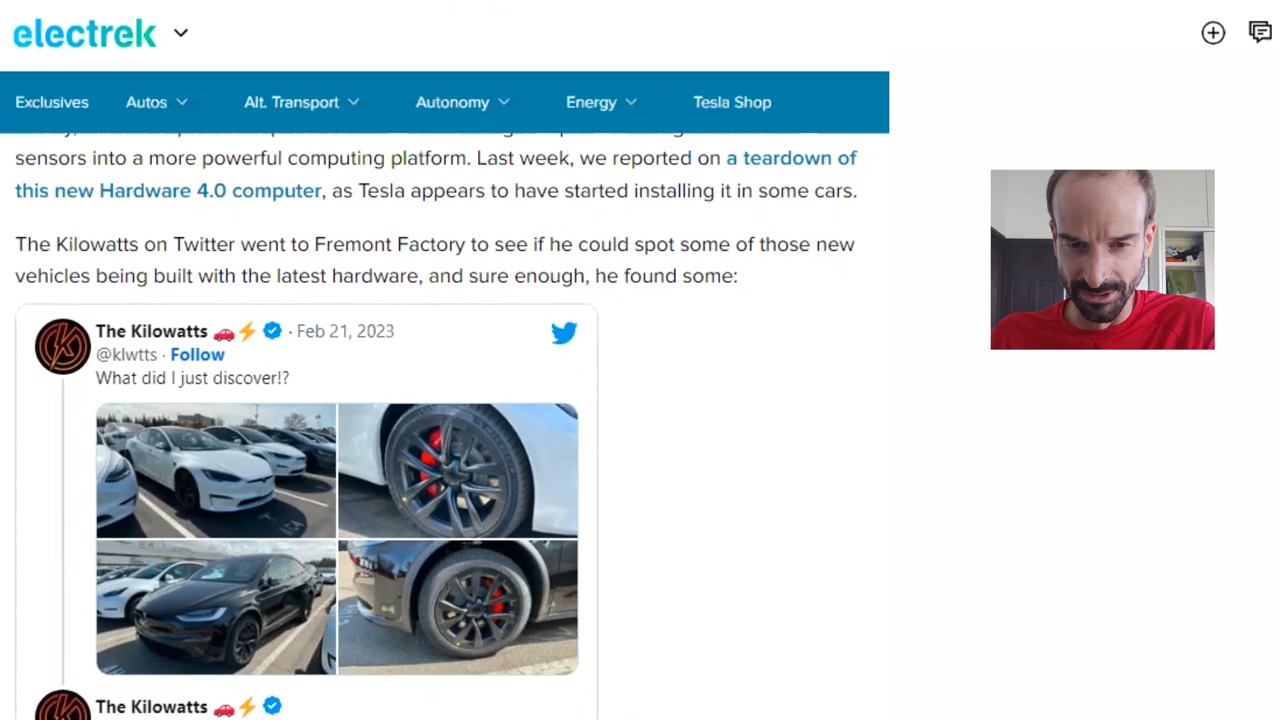 electrek
Exclusives Autos Alt. Transport Autonomy Energy Tesla Shop
sensors into a more powerful computing platform. Last week, we reported on a teardown of
this new Hardware 4.0 computer, as Tesla appears to have started installing it in some cars.
The Kilowatts on Twitter went to Fremont Factory to see if he could spot some of those new
vehicles being built with the latest hardware, and sure enough, he found some:
The Kilowatts 🚗⚡ · Feb 21, 2023
@klwtts · Follow
What did I just discover!?
The Kilowatts 🚗⚡